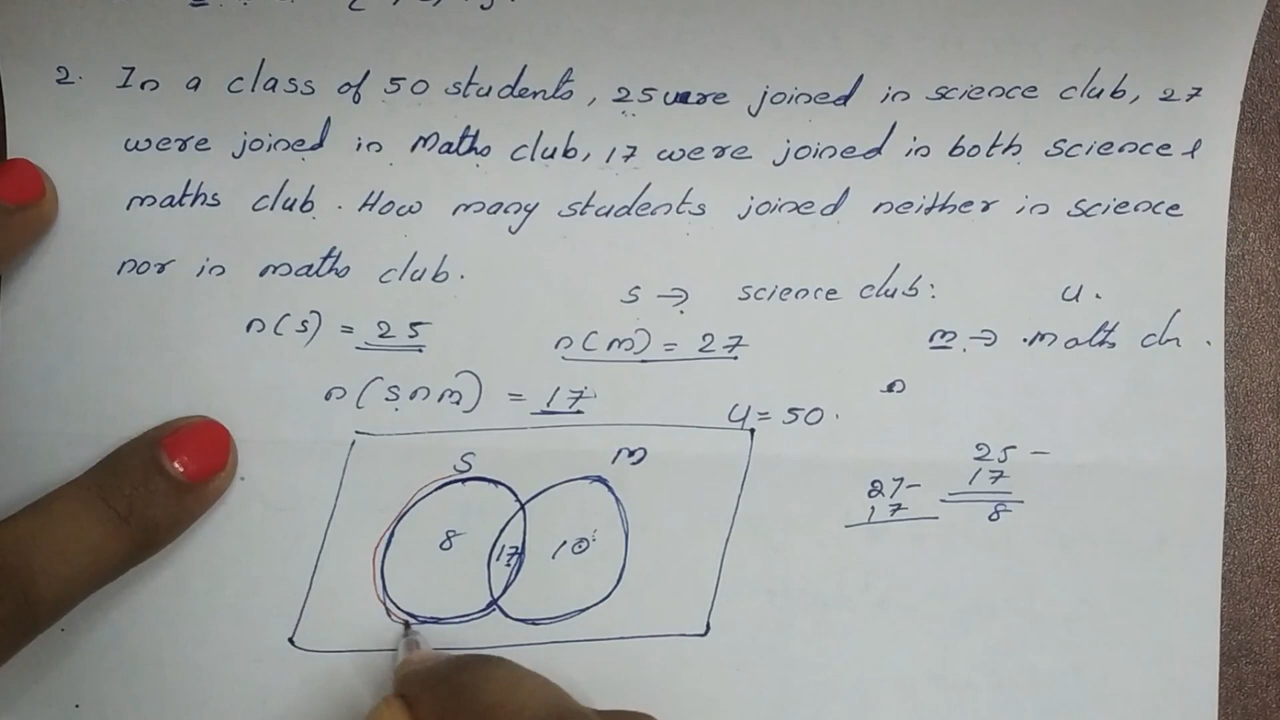 2. In a class of 50 students, 25 were joined in science club, 27
were joined in Maths club, 17 were joined in both science &
maths club. How many students joined neither in science
nor in maths club.
S → science club: U.
n(S) = 25 n(m) = 27 m → maths
n(S∩m) = 17
U = 50
n
S m
8 17 10
27-
17
25 -
17
8